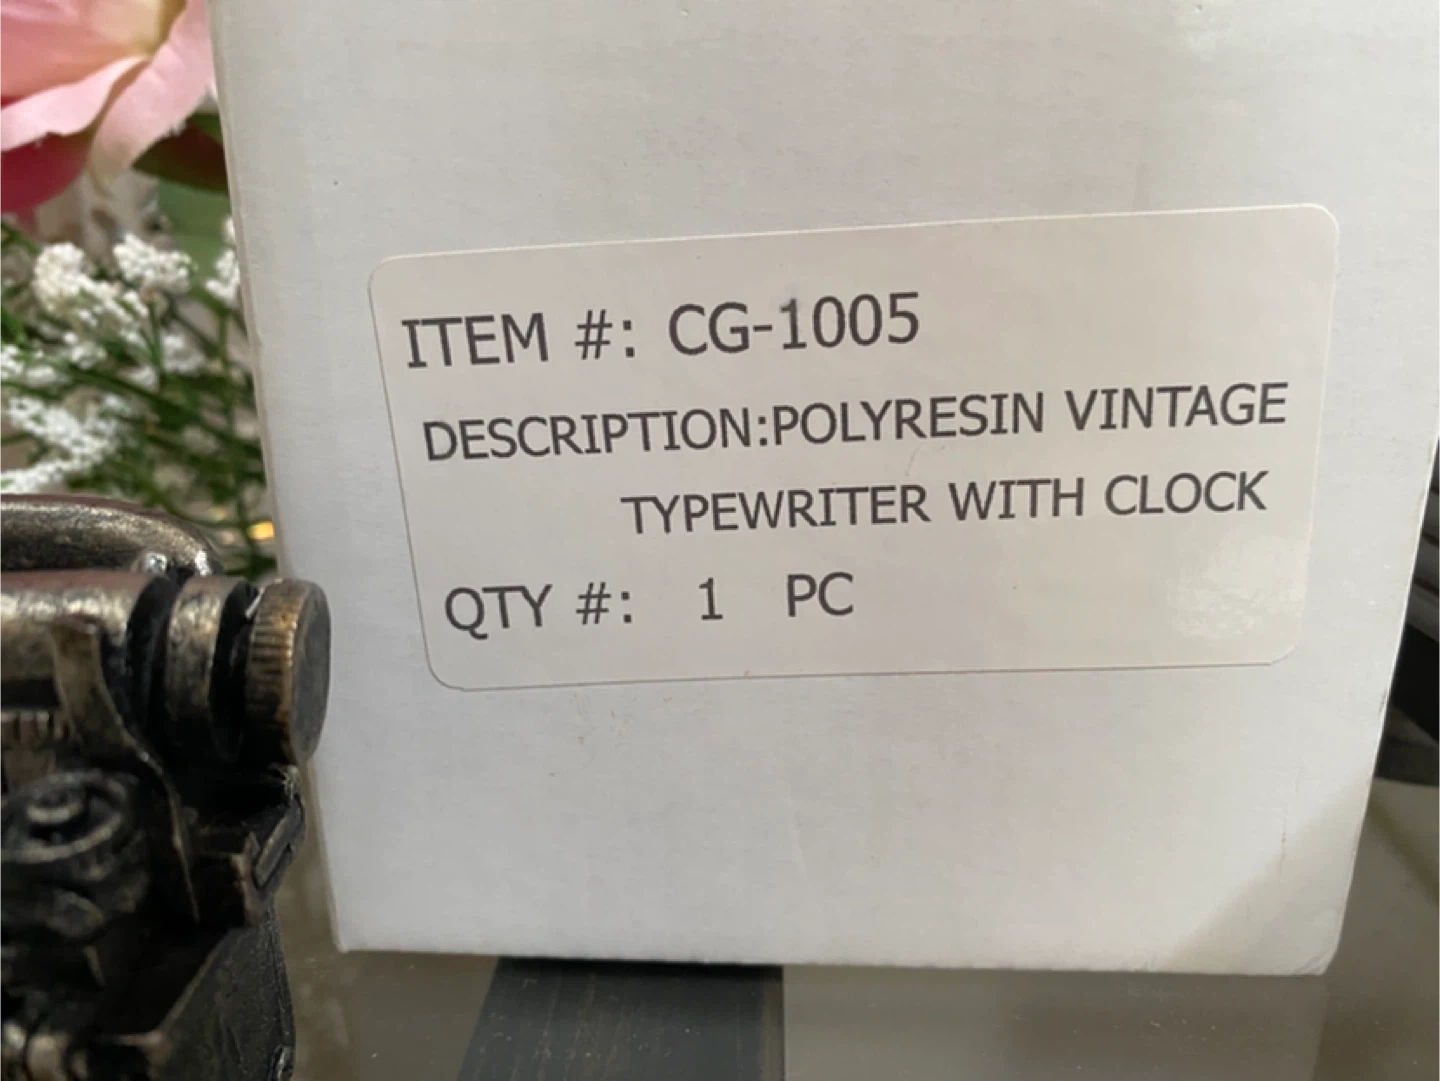 ITEM #: CG-1005
DESCRIPTION:POLYRESIN VINTAGE
TYPEWRITER WITH CLOCK
QTY #: 1 PC